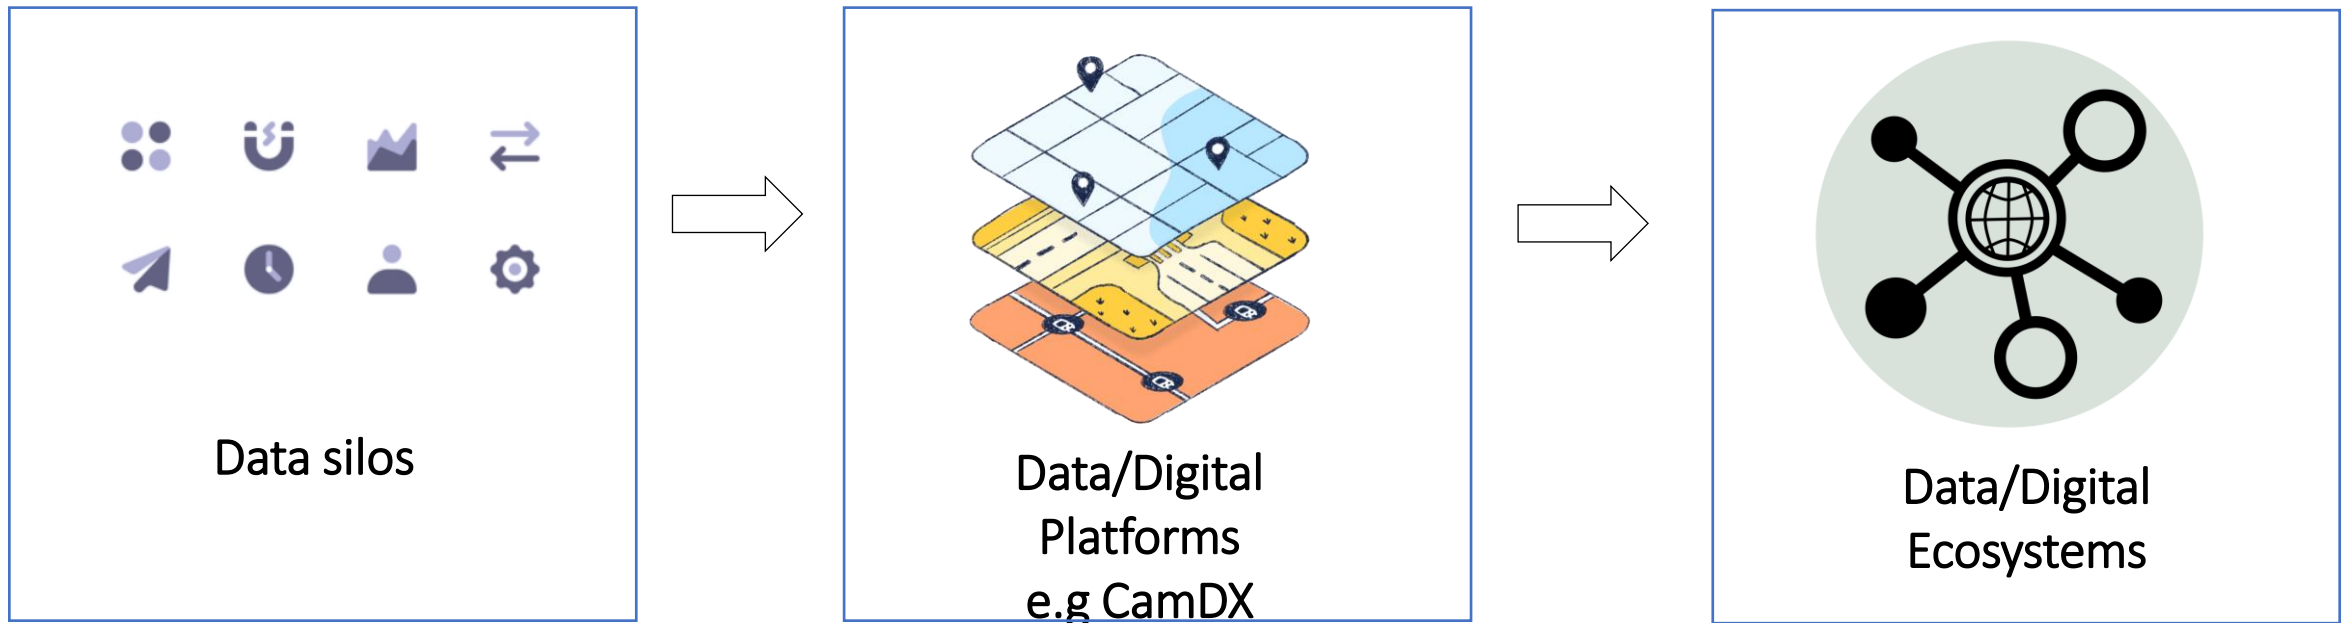 Data silos
Data/Digital
Platforms
e.g CamDX
Data/Digital
Ecosystems